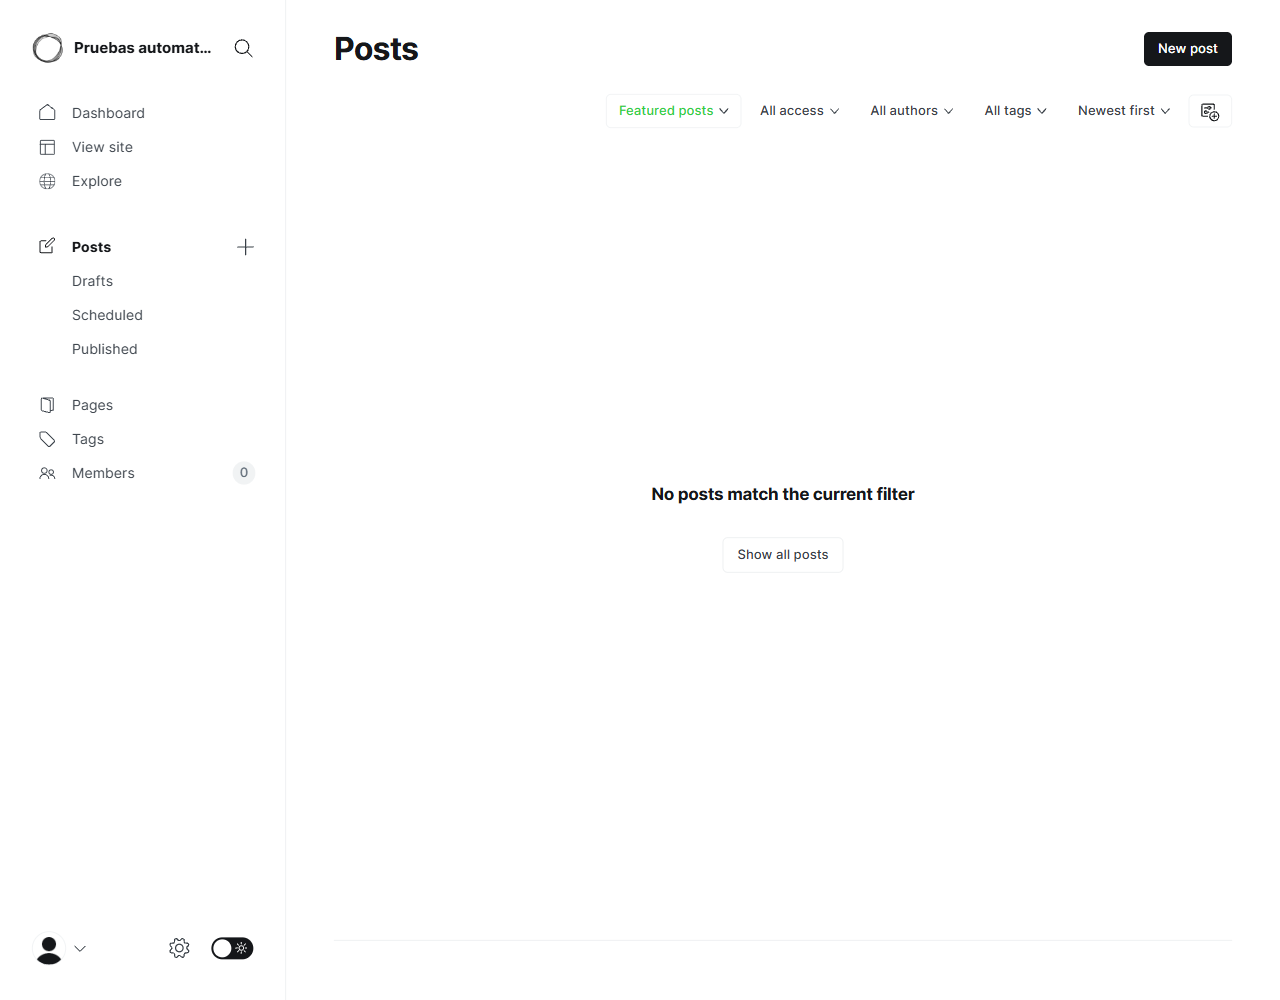 Pruebas automat...
Dashboard
View site
Explore
Posts
Drafts
Scheduled
Published
Pages
Tags
Members
0
Posts
New post
Featured posts
All access
All authors
All tags
Newest first
No posts match the current filter
Show all posts